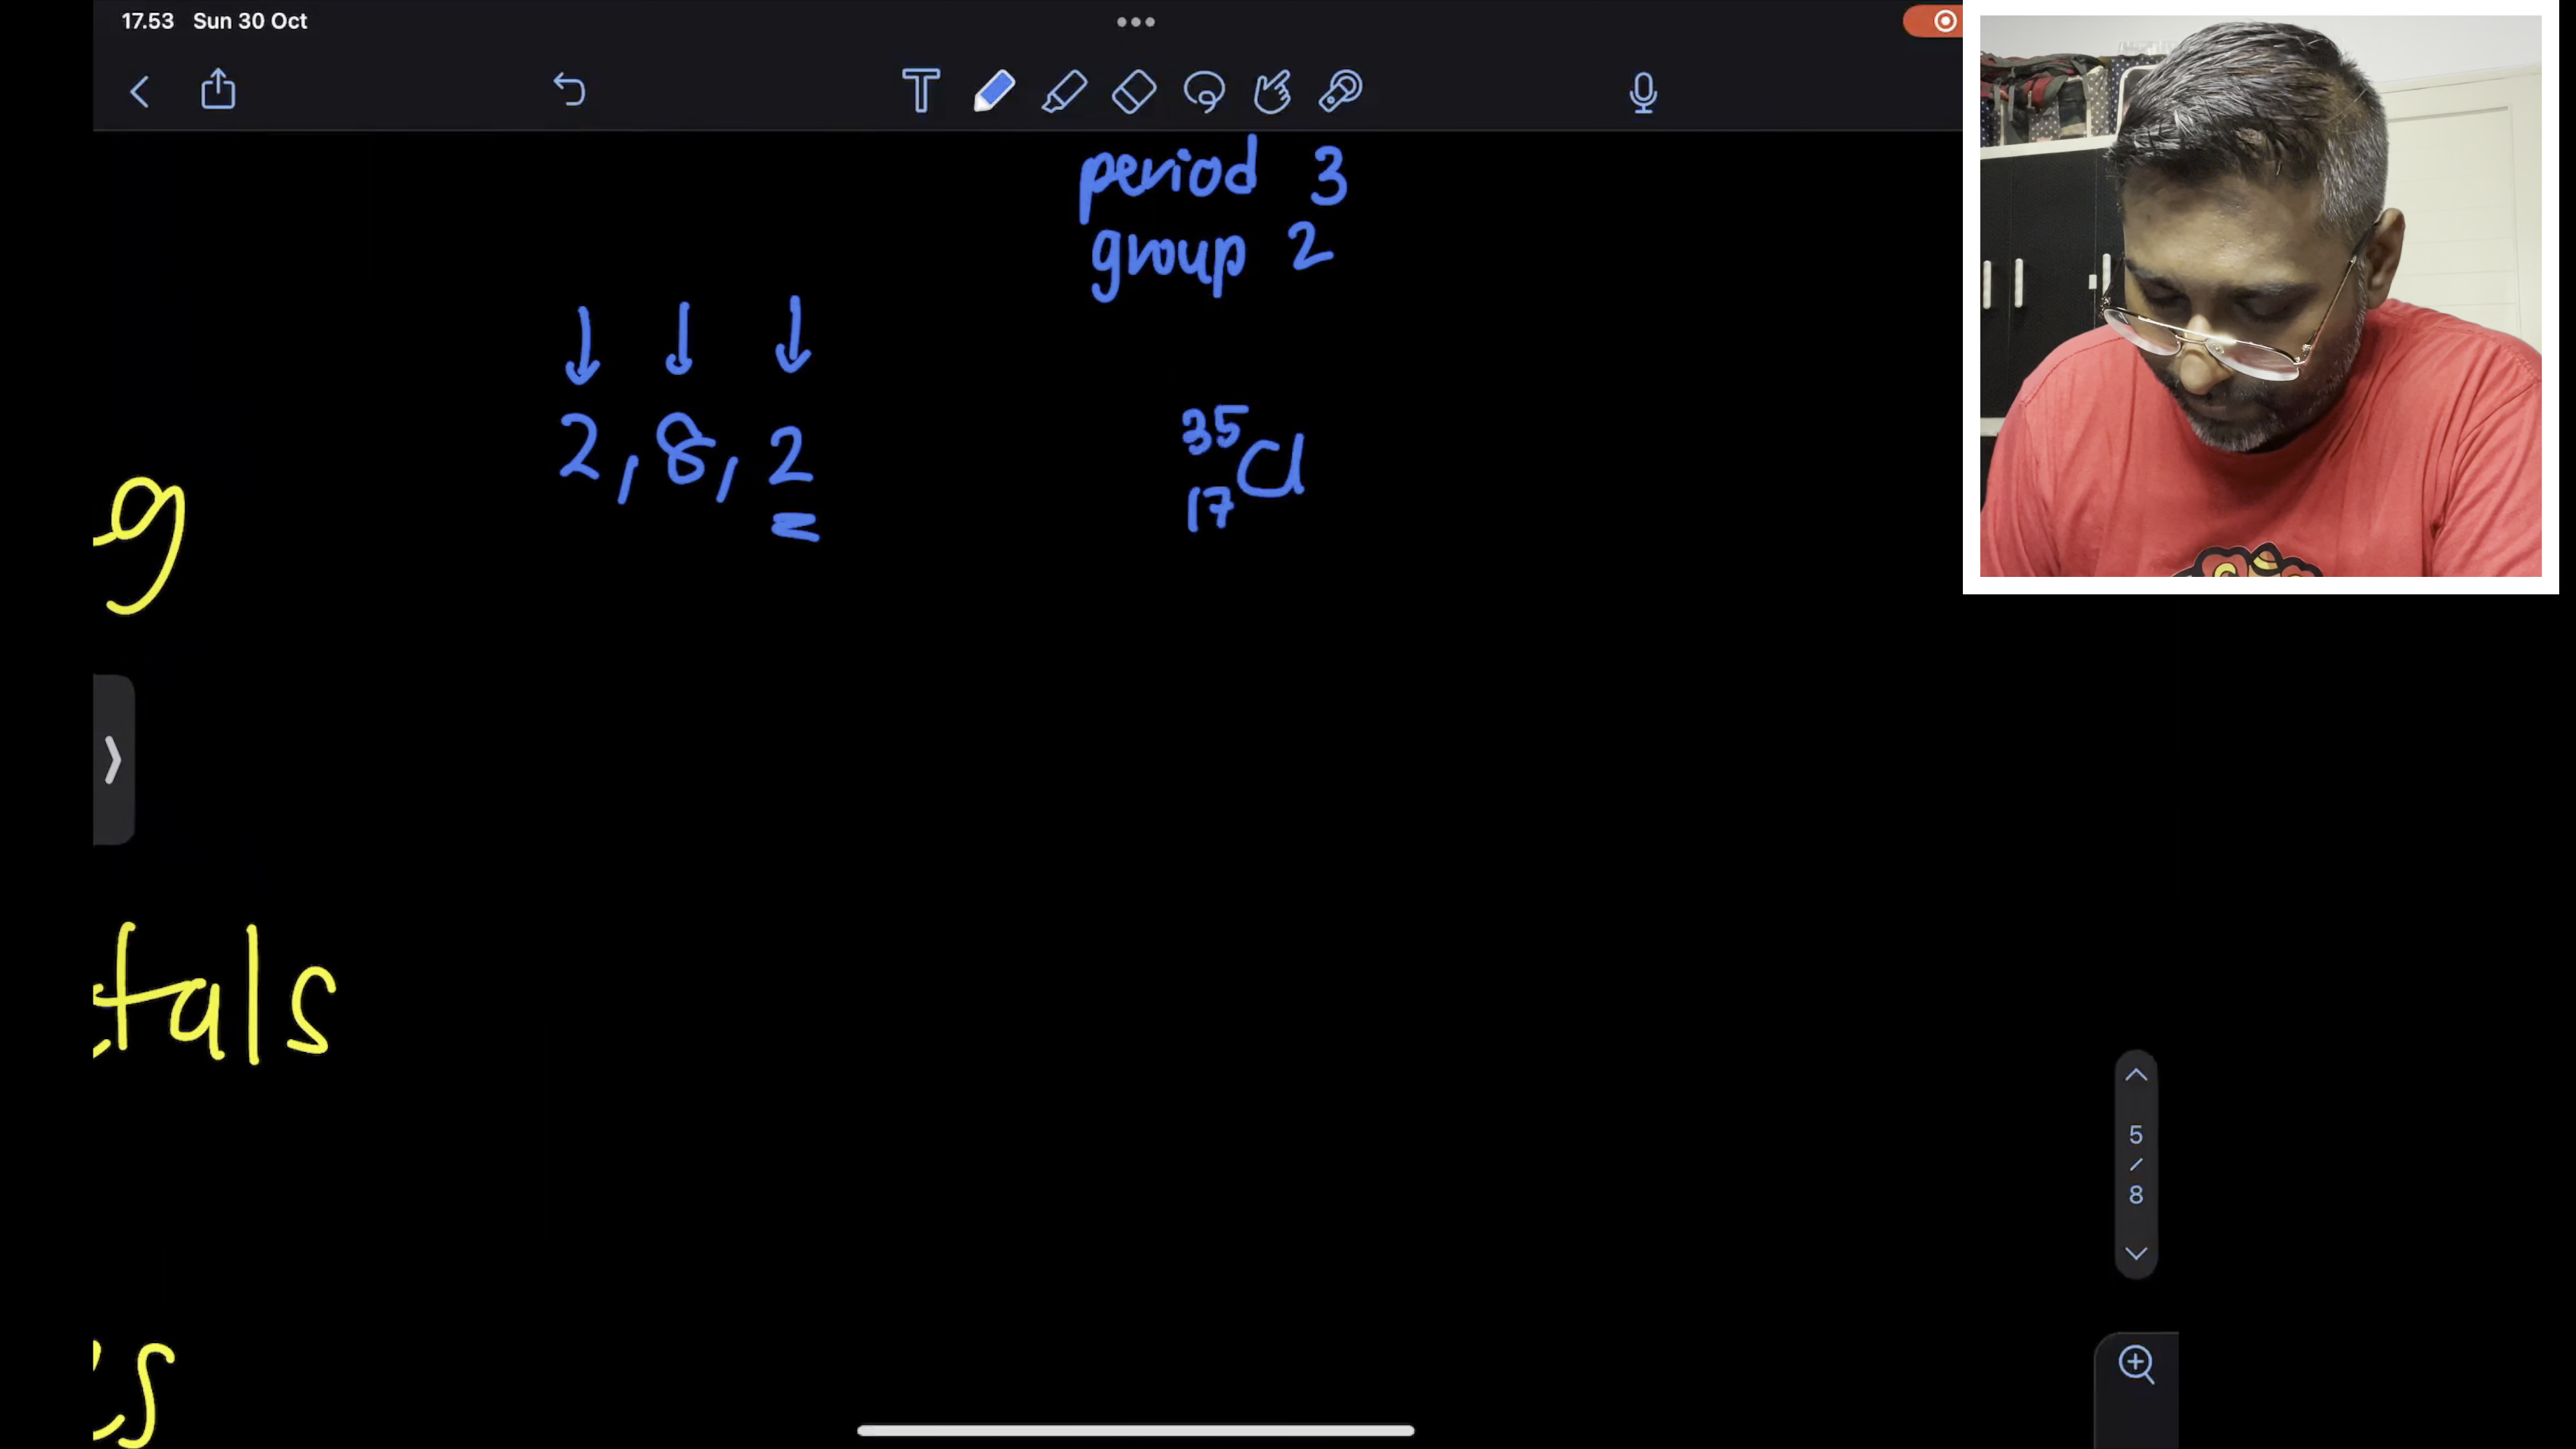 17.53 Sun 30 Oct
period 3
group 2
2, 8, 2
35
17 Cl
g
tals
5
/
8
s